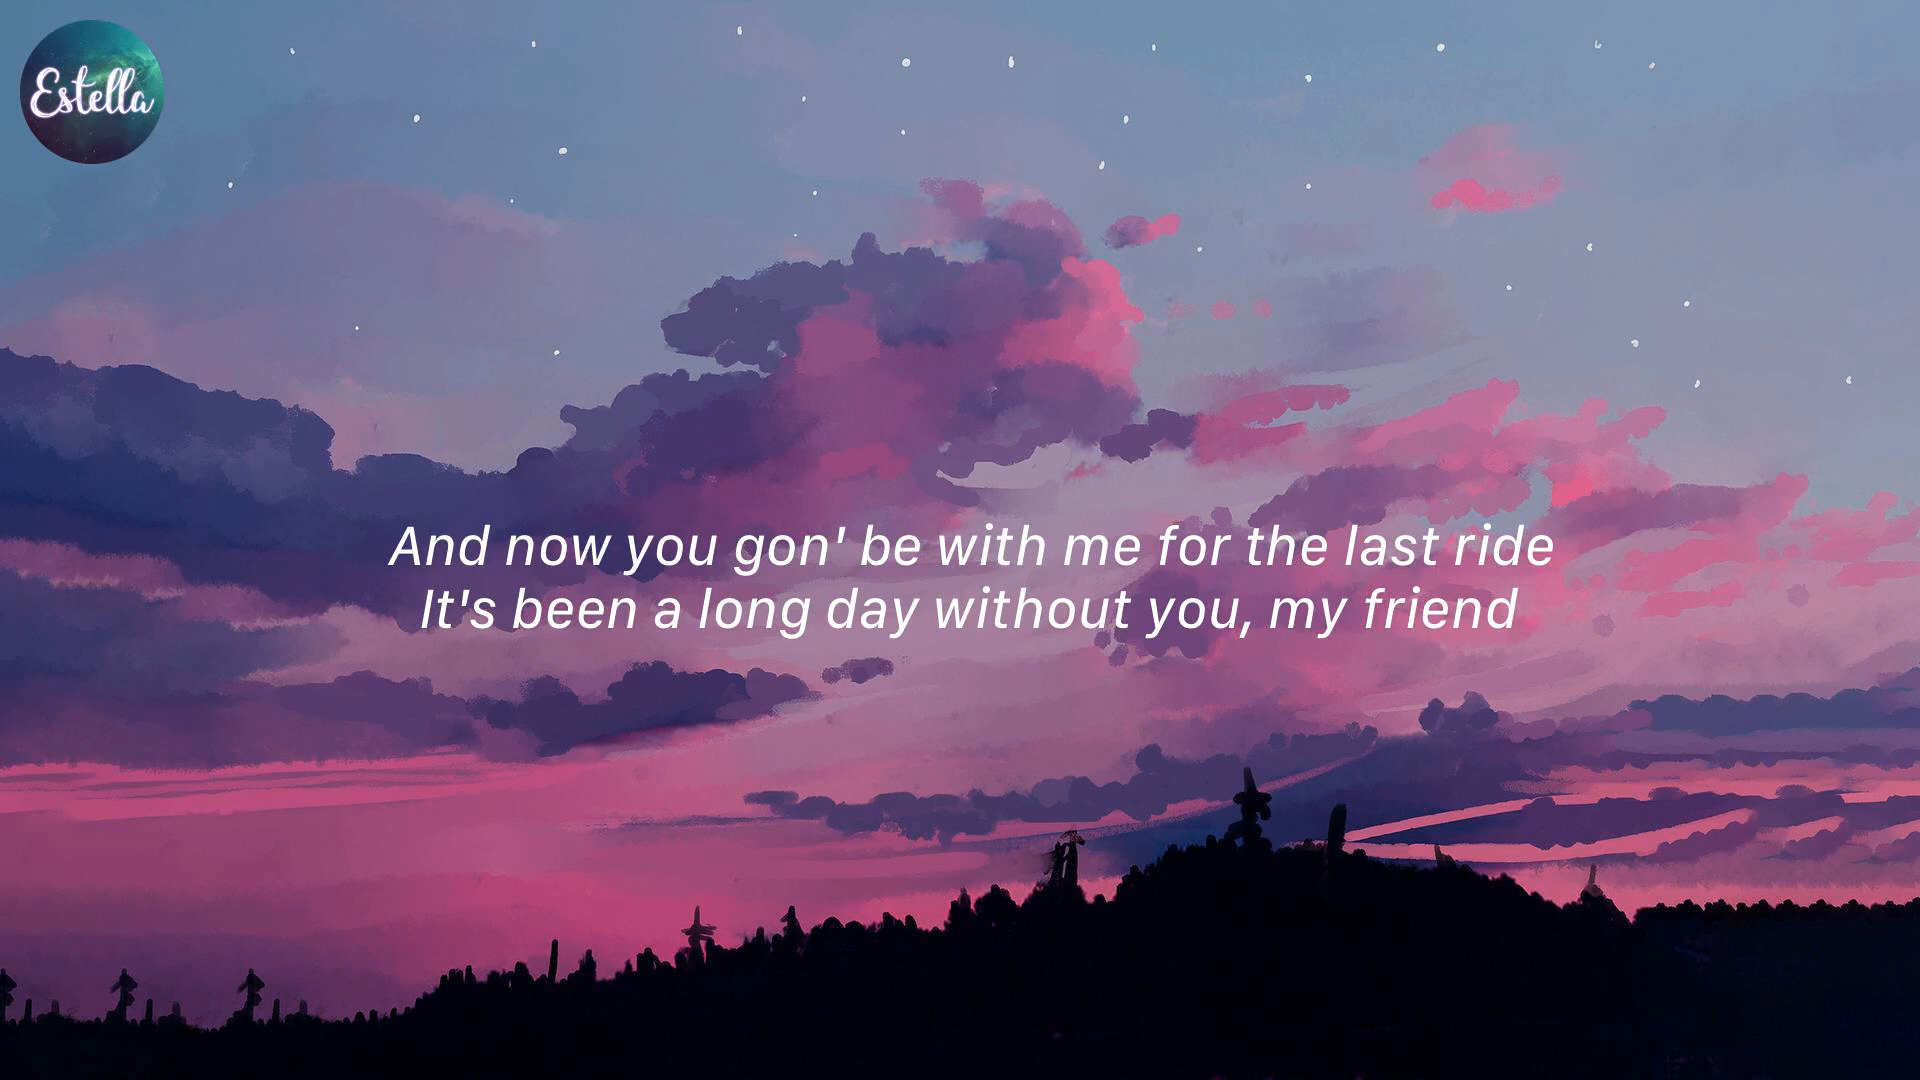 Estella
And now you gon' be with me for the last ride
It's been a long day without you, my friend